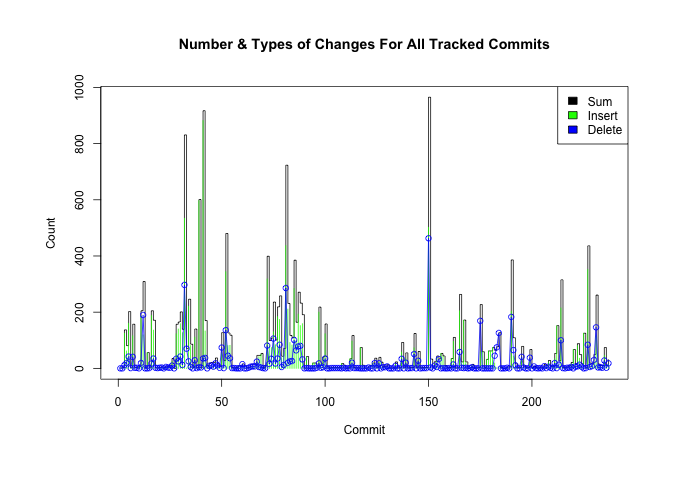 Number & Types of Changes For All Tracked Commits
1000
800
600
400
200
0
Count
Sum
Insert
Delete
0 50 100 150 200
Commit